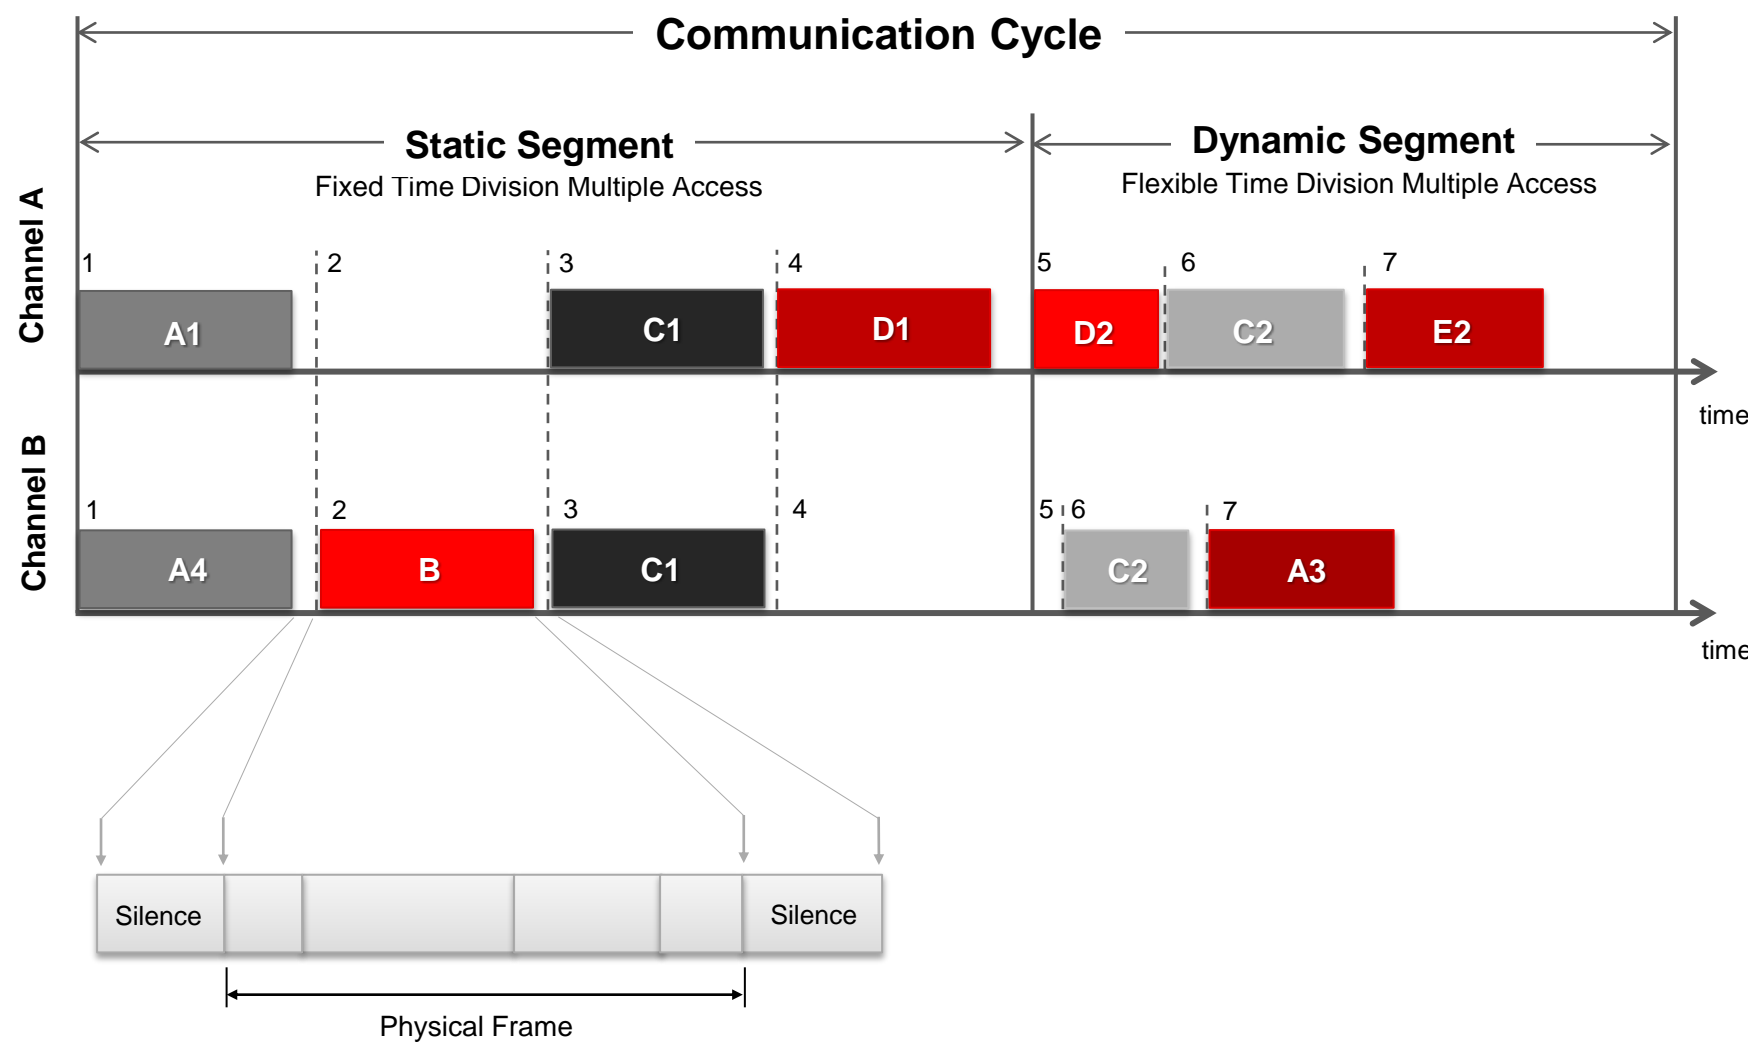 Communication Cycle
Static Segment
Fixed Time Division Multiple Access
Dynamic Segment
Flexible Time Division Multiple Access
Channel A
1
2
3
4
5
6
7
A1
C1
D1
D2
C2
E2
time
Channel B
1
2
3
4
5
6
7
A4
B
C1
C2
A3
time
Silence
Silence
Physical Frame